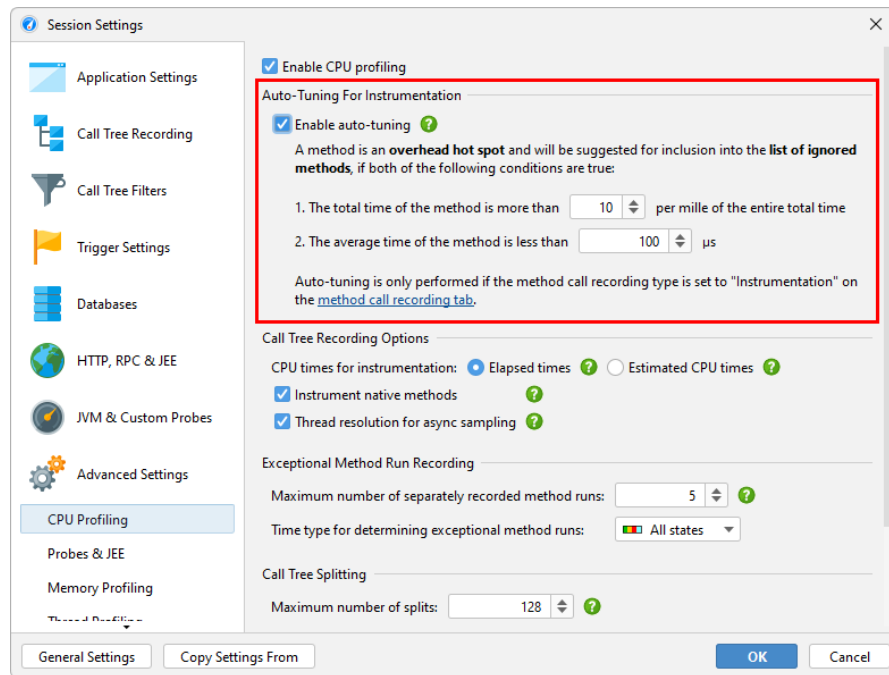 Session Settings
Application Settings
Call Tree Recording
Call Tree Filters
Trigger Settings
Databases
HTTP, RPC & JEE
JVM & Custom Probes
Advanced Settings
CPU Profiling
Probes & JEE
Memory Profiling
Thread Profiling
Enable CPU profiling
Auto-Tuning For Instrumentation
Enable auto-tuning
A method is an overhead hot spot and will be suggested for inclusion into the list of ignored
methods, if both of the following conditions are true:
1. The total time of the method is more than 10 per mille of the entire total time
2. The average time of the method is less than 100 μs
Auto-tuning is only performed if the method call recording type is set to "Instrumentation" on
the method call recording tab.
Call Tree Recording Options
CPU times for instrumentation: Elapsed times Estimated CPU times
Instrument native methods
Thread resolution for async sampling
Exceptional Method Run Recording
Maximum number of separately recorded method runs: 5
Time type for determining exceptional method runs: All states
Call Tree Splitting
Maximum number of splits: 128
General Settings Copy Settings From OK Cancel